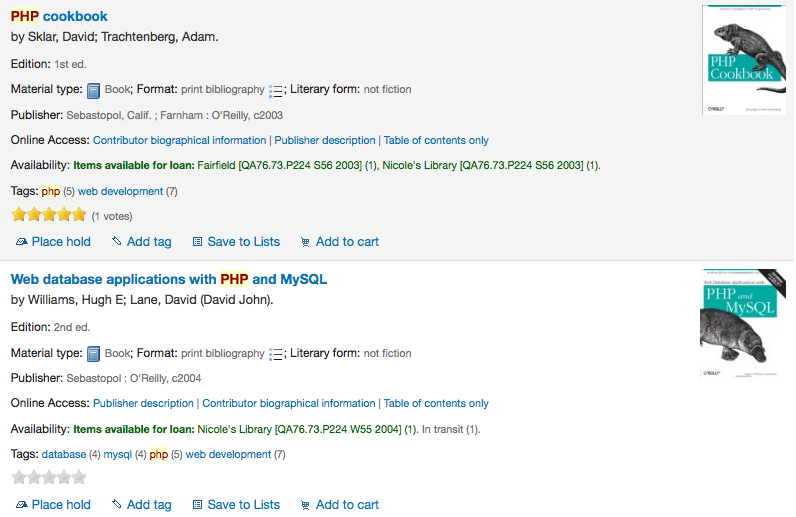 PHP cookbook
by Sklar, David; Trachtenberg, Adam.
Edition: 1st ed.
Material type: Book; Format: print bibliography ; Literary form: not fiction
Publisher: Sebastopol, Calif. ; Farnham : O'Reilly, c2003
Online Access: Contributor biographical information | Publisher description | Table of contents only
Availability: Items available for loan: Fairfield [QA76.73.P224 S56 2003] (1), Nicole's Library [QA76.73.P224 S56 2003] (1).
Tags: php (5) web development (7)
(1 votes)
Place hold Add tag Save to Lists Add to cart
PHP
Cookbook
O'REILLY
Web database applications with PHP and MySQL
by Williams, Hugh E; Lane, David (David John).
Edition: 2nd ed.
Material type: Book; Format: print bibliography ; Literary form: not fiction
Publisher: Sebastopol : O'Reilly, c2004
Online Access: Publisher description | Contributor biographical information | Table of contents only
Availability: Items available for loan: Nicole's Library [QA76.73.P224 W55 2004] (1). In transit (1).
Tags: database (4) mysql (4) php (5) web development (7)
Place hold Add tag Save to Lists Add to cart
Web Database Applications with
PHP and
MySQL
O'REILLY